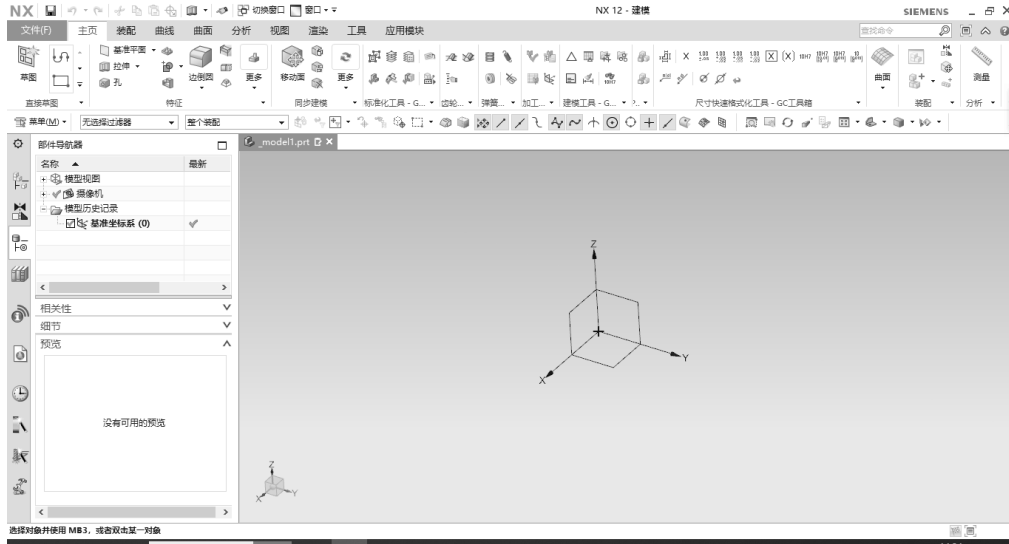 NX 切换窗口 窗口 NX 12 - 建模 SIEMENS
文件(F) 主页 装配 曲线 曲面 分析 视图 渲染 工具 应用模块 查找命令
草图 基准平面 拉伸 孔 边倒圆 更多 移动面 更多 曲面 测量
直接草图 特征 同步建模 标准化工具 - G... 齿轮... 弹簧... 加工... 建模工具 - G... 尺寸快速格式化工具 - GC工具箱 装配 分析
菜单(M) 无选择过滤器 整个装配
部件导航器 _model1.prt
名称 最新
模型视图
摄像机
模型历史记录
基准坐标系 (0)
Z
Y
X
相关性
细节
预览
没有可用的预览
Z
X Y
选择对象并使用 MB3，或者双击某一对象